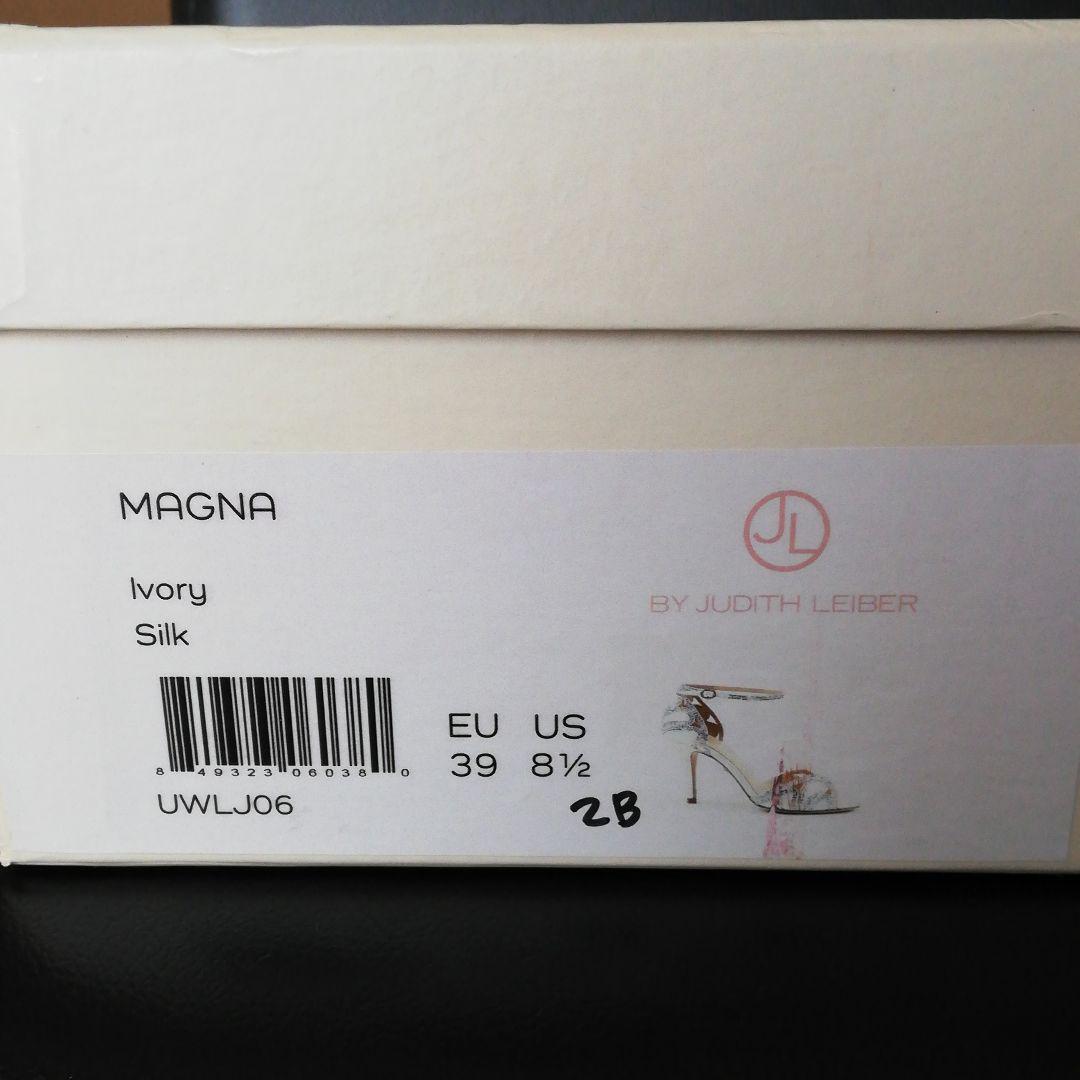 MAGNA
Ivory
Silk
JL
BY JUDITH LEIBER
8 49323 06038 0
UWLJ06
EU US
39 8½
2B